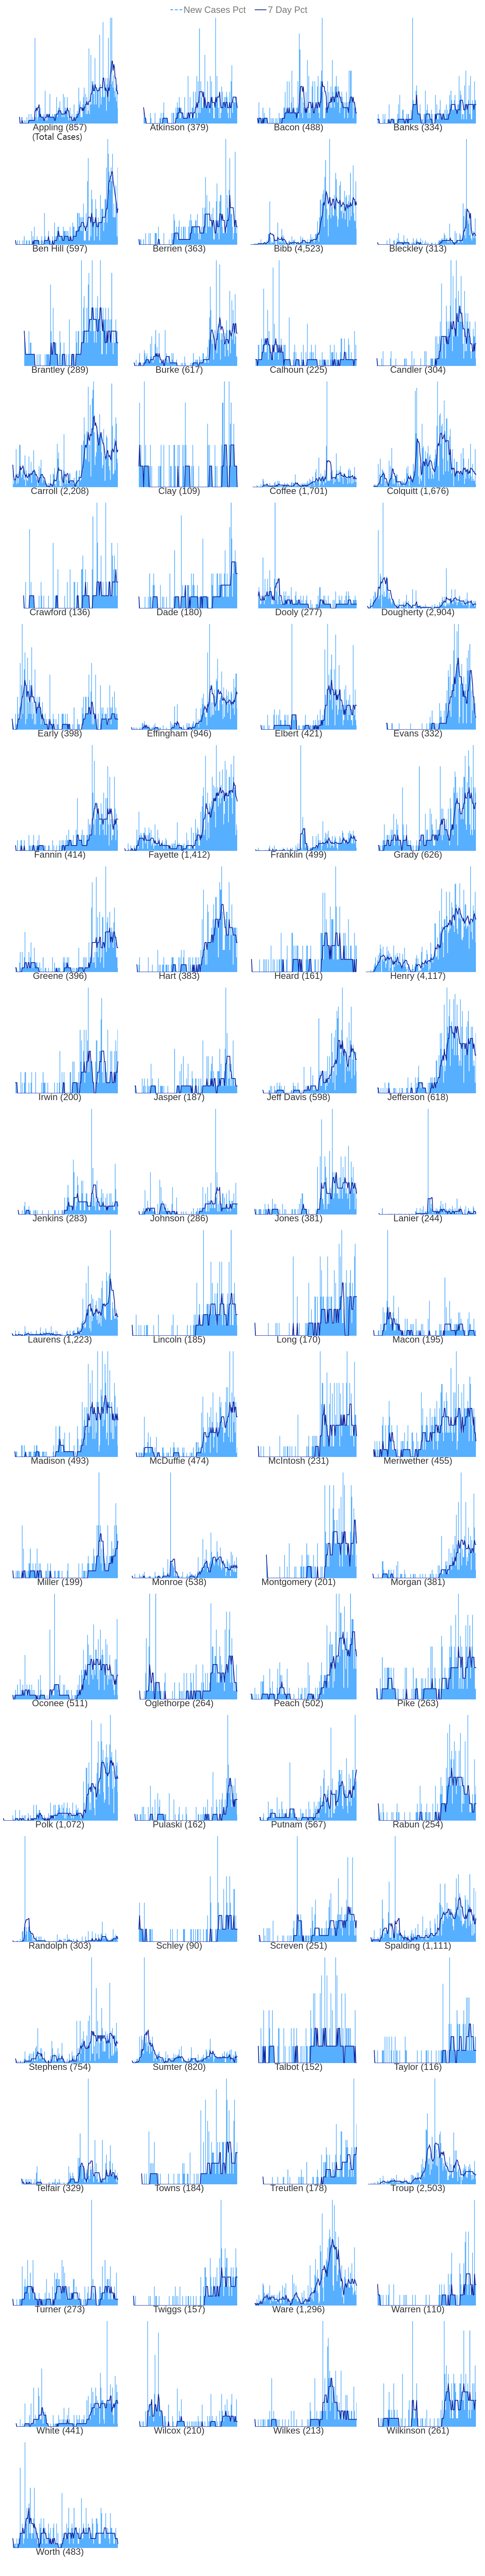 New Cases Pct 7 Day Pct
Appling (857) Atkinson (379) Bacon (488) Banks (334)
(Total Cases)
Ben Hill (597) Berrien (363) Bibb (4,523) Bleckley (313)
Brantley (289) Burke (617) Calhoun (225) Candler (304)
Carroll (2,208) Clay (109) Coffee (1,701) Colquitt (1,676)
Crawford (136) Dade (180) Dooly (277) Dougherty (2,904)
Early (398) Effingham (946) Elbert (421) Evans (332)
Fannin (414) Fayette (1,412) Franklin (499) Grady (626)
Greene (396) Hart (383) Heard (161) Henry (4,117)
Irwin (200) Jasper (187) Jeff Davis (598) Jefferson (618)
Jenkins (283) Johnson (286) Jones (381) Lanier (244)
Laurens (1,223) Lincoln (185) Long (170) Macon (195)
Madison (493) McDuffie (474) McIntosh (231) Meriwether (455)
Miller (199) Monroe (538) Montgomery (201) Morgan (381)
Oconee (511) Oglethorpe (264) Peach (502) Pike (263)
Polk (1,072) Pulaski (162) Putnam (567) Rabun (254)
Randolph (303) Schley (90) Screven (251) Spalding (1,111)
Stephens (754) Sumter (820) Talbot (152) Taylor (116)
Telfair (329) Towns (184) Treutlen (178) Troup (2,503)
Turner (273) Twiggs (157) Ware (1,296) Warren (110)
White (441) Wilcox (210) Wilkes (213) Wilkinson (261)
Worth (483)